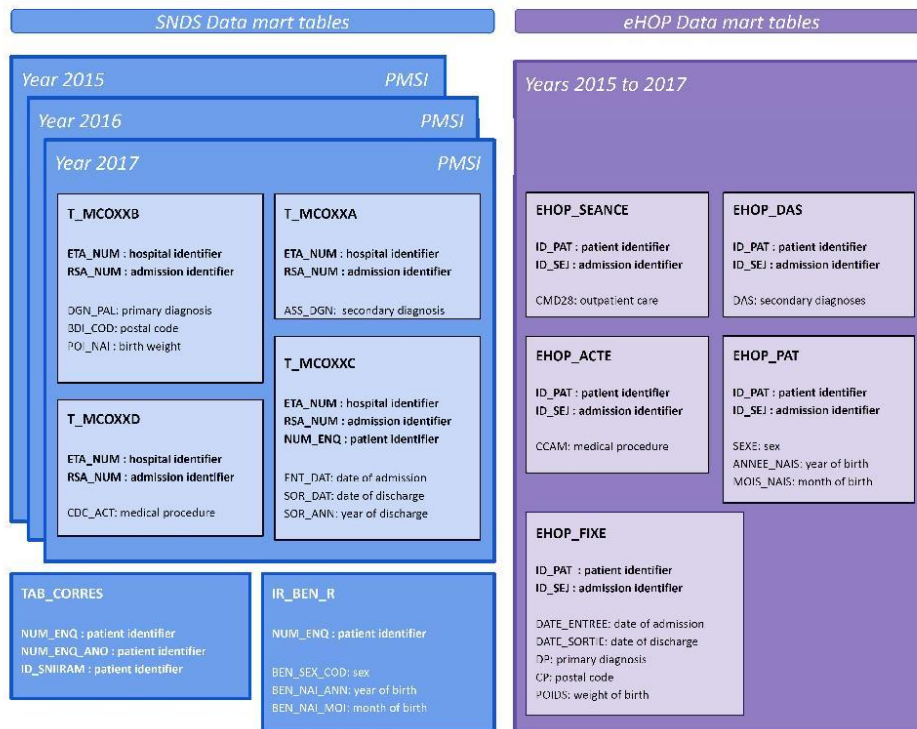 SNDS Data mart tables
Year 2015 PMSI
Year 2016 PMSI
Year 2017 PMSI
T_MCOXXB
ETA_NUM : hospital identifier
RSA_NUM : admission identifier
DGN_PAL: primary diagnosis
BDI_COD: postal code
POI_NAI : birth weight
T_MCOXXA
ETA_NUM : hospital identifier
RSA_NUM : admission identifier
ASS_DGN: secondary diagnosis
T_MCOXXD
ETA_NUM : hospital identifier
RSA_NUM : admission identifier
CDC_ACT: medical procedure
T_MCOXXC
ETA_NUM : hospital identifier
RSA_NUM : admission identifier
NUM_ENQ : patient identifier
ENT_DAT: date of admission
SOR_DAT: date of discharge
SOR_ANN: year of discharge
TAB_CORRES
NUM_ENQ : patient identifier
NUM_ENQ_ANO : patient identifier
ID_SNIIRAM : patient identifier
IR_BEN_R
NUM_ENQ : patient identifier
BEN_SEX_COD: sex
BEN_NAI_ANN: year of birth
BEN_NAI_MOI: month of birth
eHOP Data mart tables
Years 2015 to 2017
EHOP_SEANCE
ID_PAT : patient identifier
ID_SEJ : admission identifier
CMD28: outpatient care
EHOP_DAS
ID_PAT : patient identifier
ID_SEJ : admission identifier
DAS: secondary diagnoses
EHOP_ACTE
ID_PAT : patient identifier
ID_SEJ : admission identifier
CCAM: medical procedure
EHOP_PAT
ID_PAT : patient identifier
ID_SEJ : admission identifier
SEXE: sex
ANNEE_NAIS: year of birth
MOIS_NAIS: month of birth
EHOP_FIXE
ID_PAT : patient identifier
ID_SEJ : admission identifier
DATE_ENTREE: date of admission
DATE_SORTIE: date of discharge
DP: primary diagnosis
CP: postal code
POIDS: weight of birth